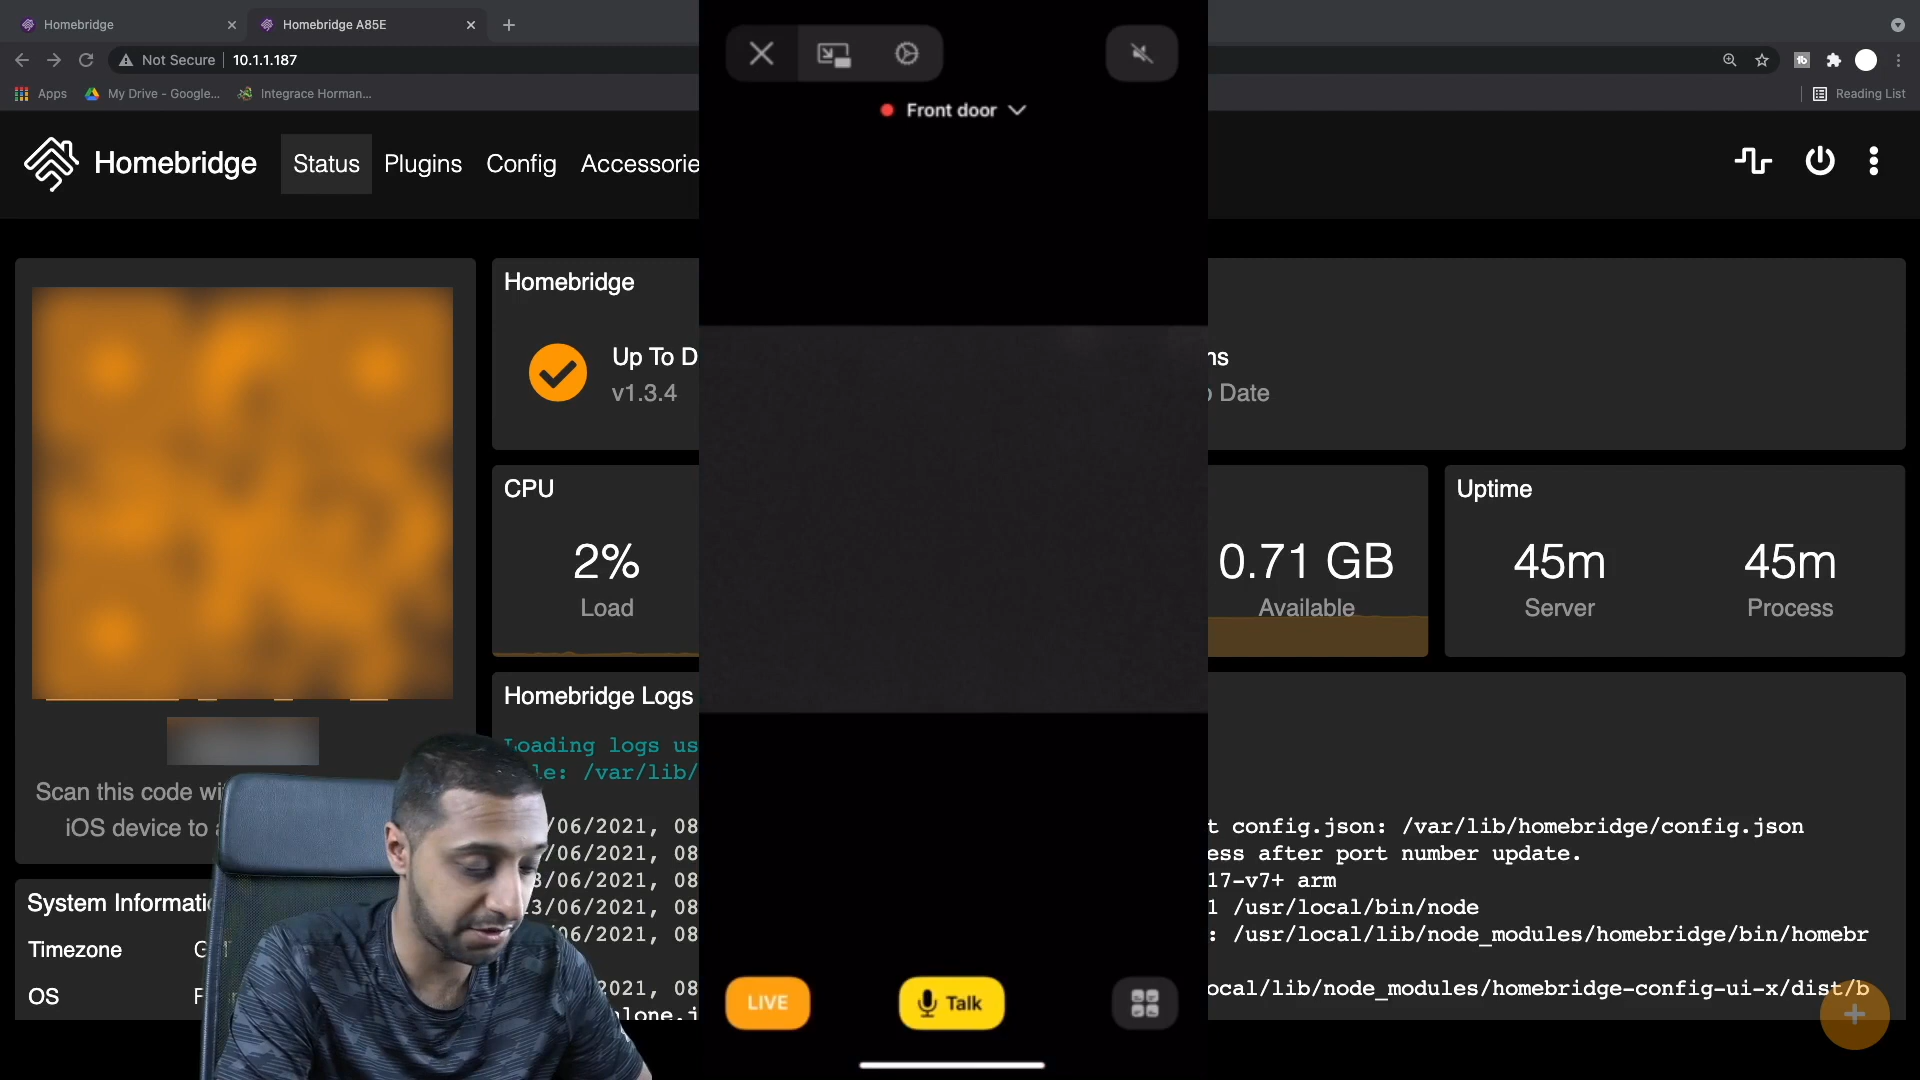 Homebridge
Homebridge A85E
Not Secure
10.1.1.187
Apps
My Drive - Google...
Integrace Horman...
Reading List
Homebridge
Status
Plugins
Config
Accessorie
Front door
Homebridge
Up To D
v1.3.4
ns
Date
CPU
2%
Load
0.71 GB
Available
Uptime
45m
Server
45m
Process
Homebridge Logs
Loading logs us
le: /var/lib/
Scan this code wi
iOS device to a
/06/2021, 08
t config.json: /var/lib/homebridge/config.json
/06/2021, 08
ess after port number update.
3/06/2021, 08
17-v7+ arm
13/06/2021, 08
1 /usr/local/bin/node
06/2021, 08
: /usr/local/lib/node_modules/homebridge/bin/homebr
2021, 08
ocal/lib/node_modules/homebridge-config-ui-x/dist/b
alone.j
System Informati
Timezone
G
OS
LIVE
Talk